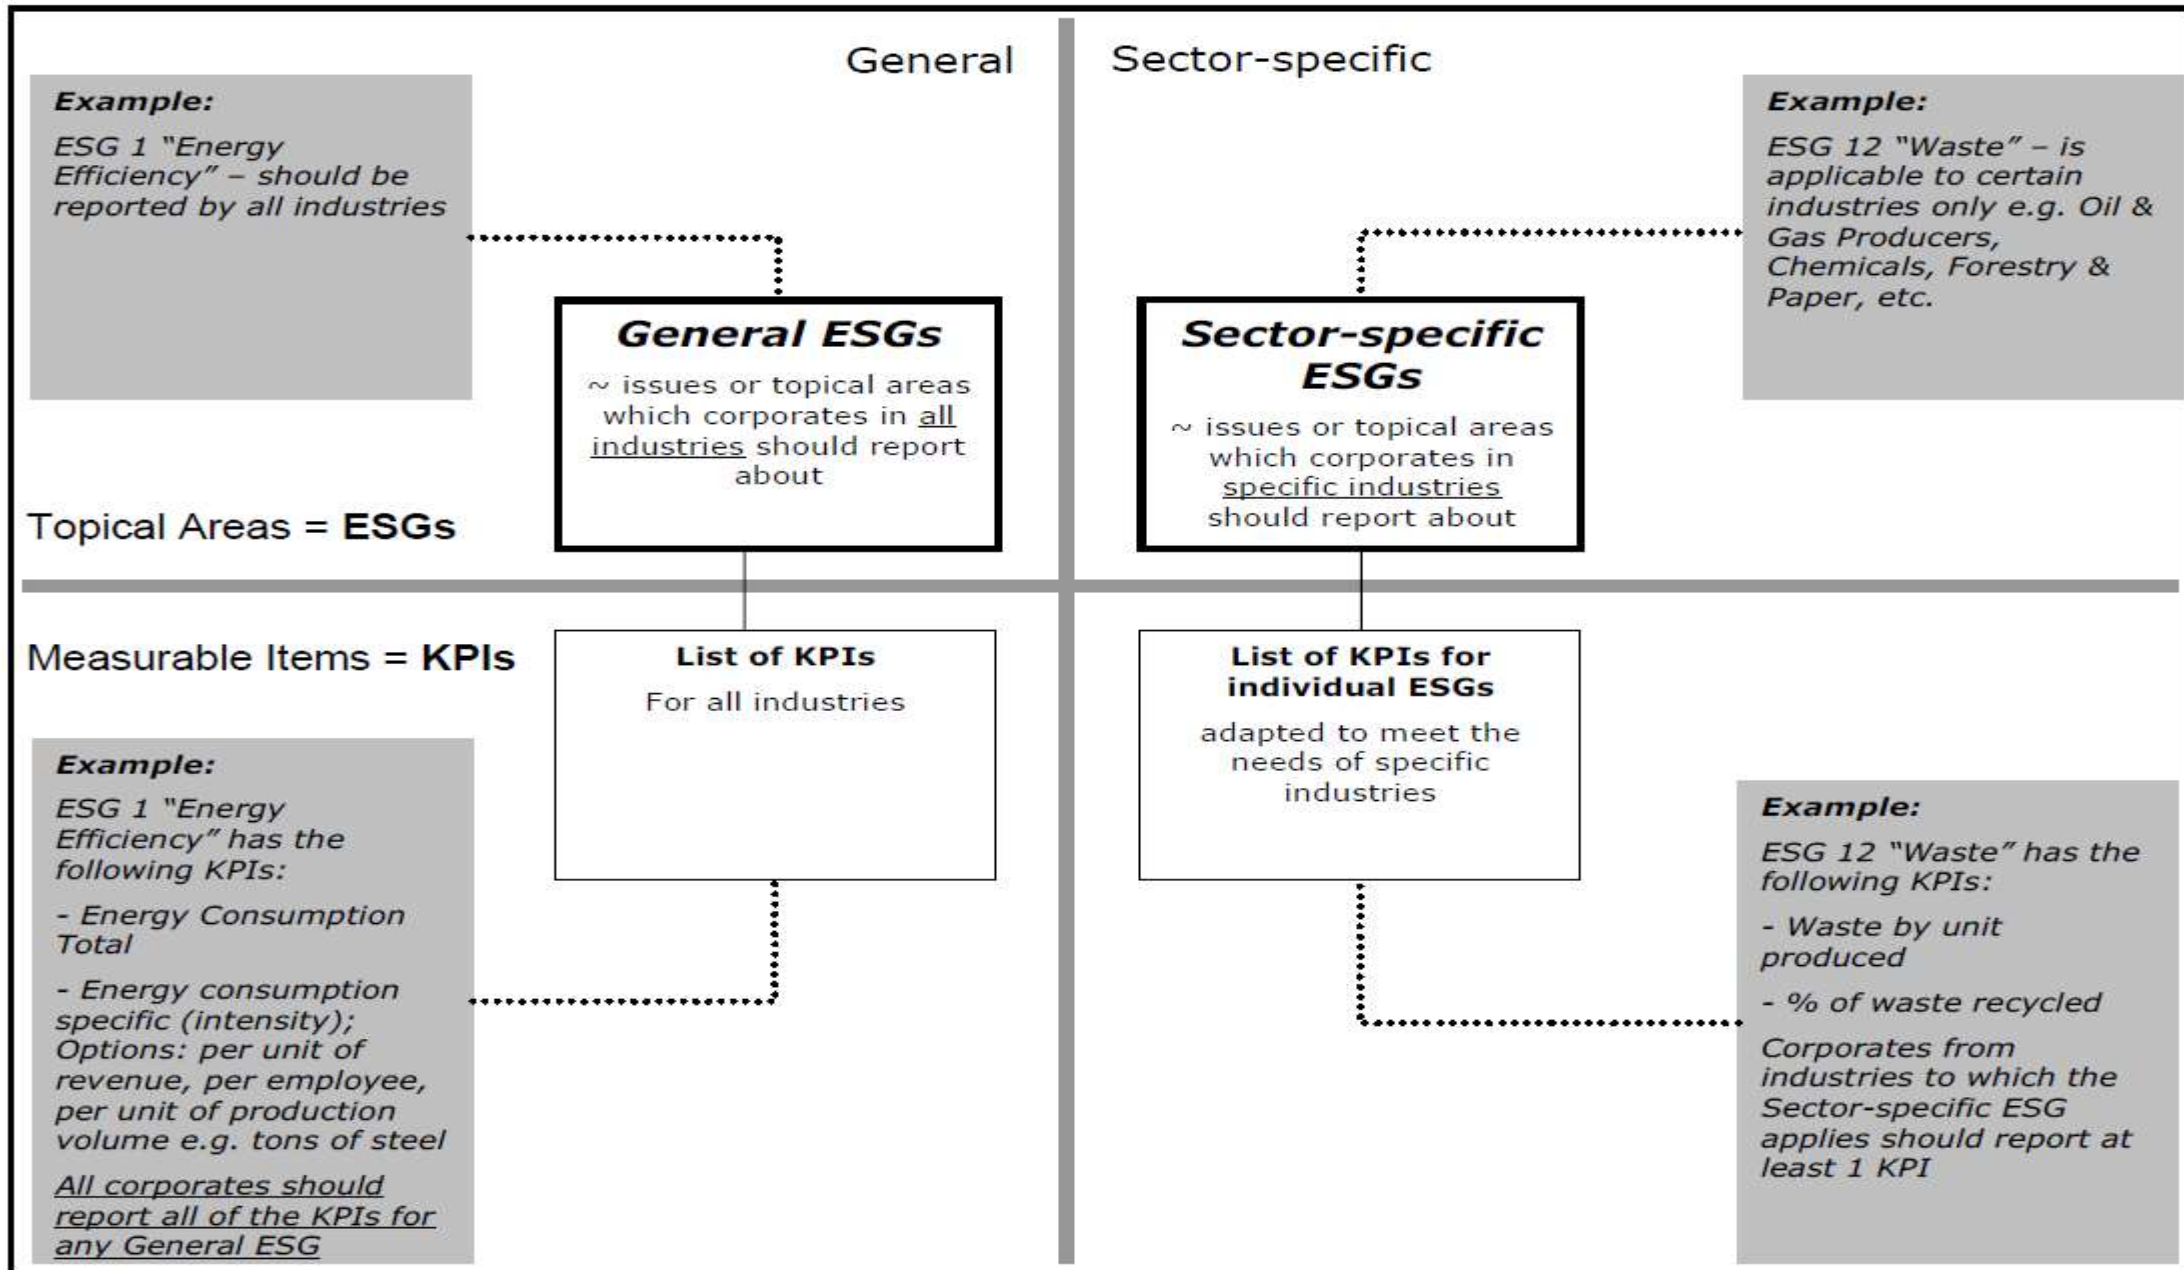 General
Sector-specific
Example:
ESG 1 “Energy
Efficiency” – should be
reported by all industries
Example:
ESG 12 “Waste” – is
applicable to certain
industries only e.g. Oil &
Gas Producers,
Chemicals, Forestry &
Paper, etc.
General ESGs
~ issues or topical areas
which corporates in all
industries should report
about
Sector-specific
ESGs
~ issues or topical areas
which corporates in
specific industries
should report about
Topical Areas = ESGs
Measurable Items = KPIs
List of KPIs
For all industries
List of KPIs for
individual ESGs
adapted to meet the
needs of specific
industries
Example:
ESG 1 “Energy
Efficiency” has the
following KPIs:
- Energy Consumption
Total
- Energy consumption
specific (intensity);
Options: per unit of
revenue, per employee,
per unit of production
volume e.g. tons of steel
All corporates should
report all of the KPIs for
any General ESG
Example:
ESG 12 “Waste” has the
following KPIs:
- Waste by unit
produced
- % of waste recycled
Corporates from
industries to which the
Sector-specific ESG
applies should report at
least 1 KPI